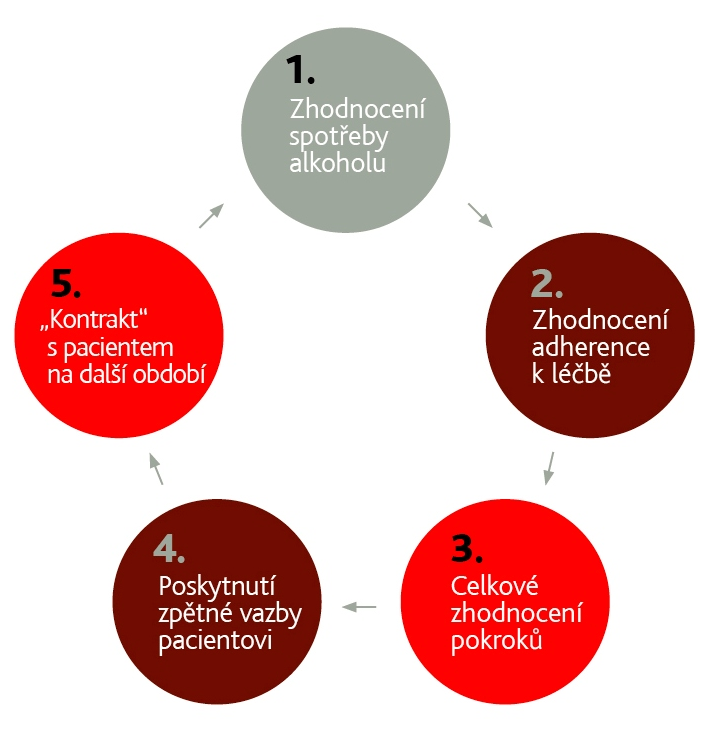 1.
Zhodnocení
spotřeby
alkoholu
2.
Zhodnocení
adherence
k léčbě
3.
Celkové
zhodnocení
pokroků
4.
Poskytnutí
zpětné vazby
pacientovi
5.
„Kontrakt“
s pacientem
na další období